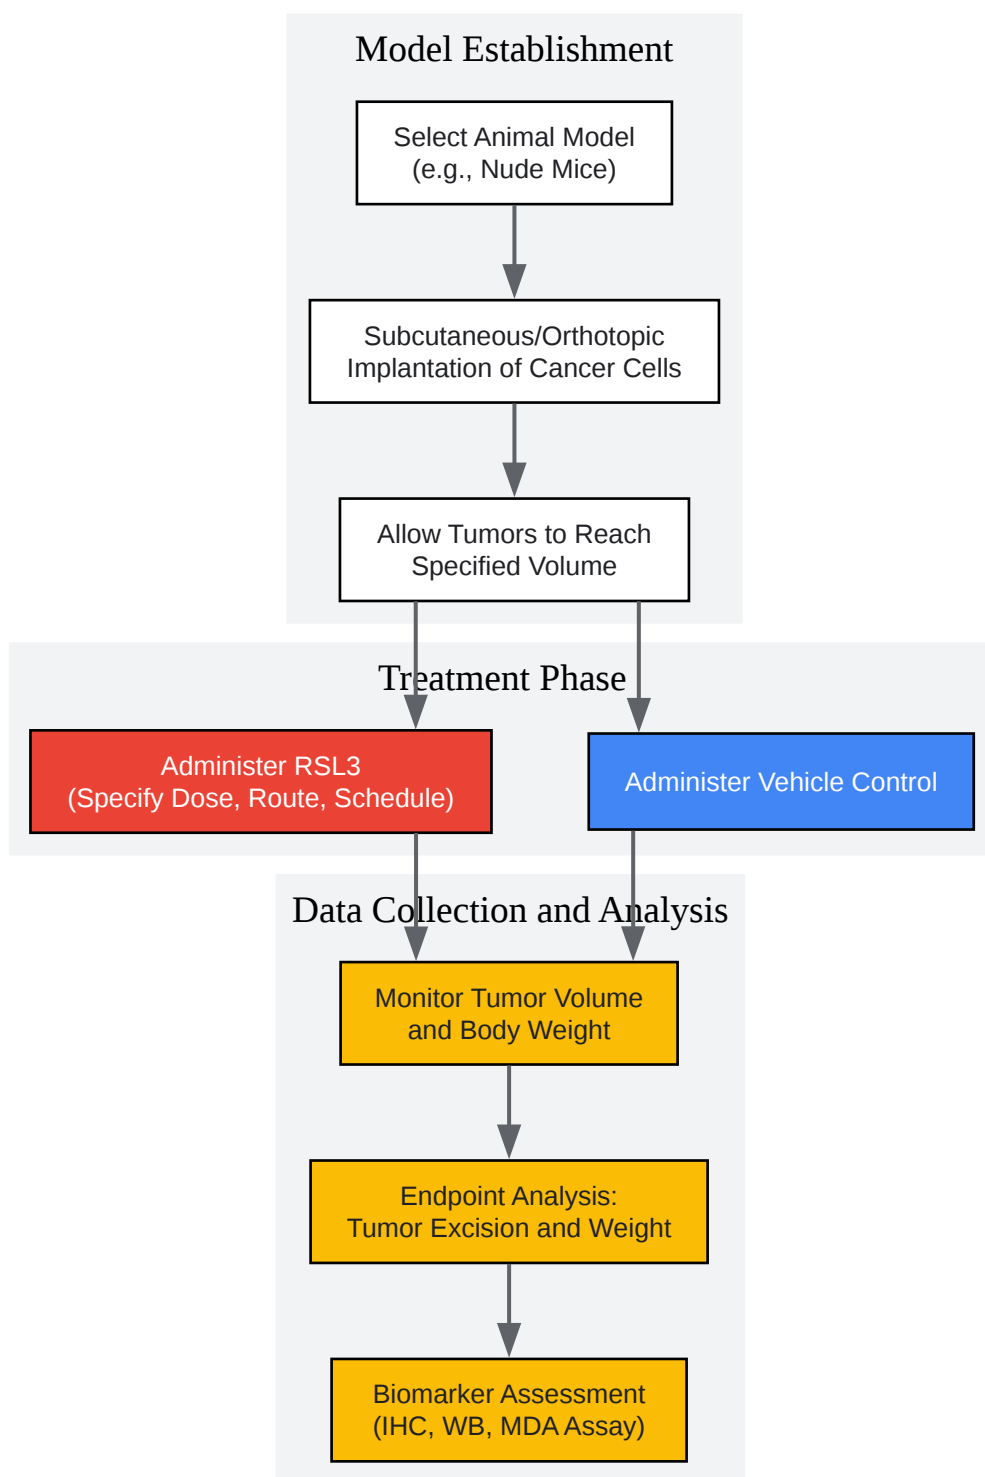 Model Establishment
Select Animal Model
(e.g., Nude Mice)
Subcutaneous/Orthotopic
Implantation of Cancer Cells
Allow Tumors to Reach
Specified Volume
Treatment Phase
Administer RSL3
(Specify Dose, Route, Schedule)
Administer Vehicle Control
Data Collection and Analysis
Monitor Tumor Volume
and Body Weight
Endpoint Analysis:
Tumor Excision and Weight
Biomarker Assessment
(IHC, WB, MDA Assay)